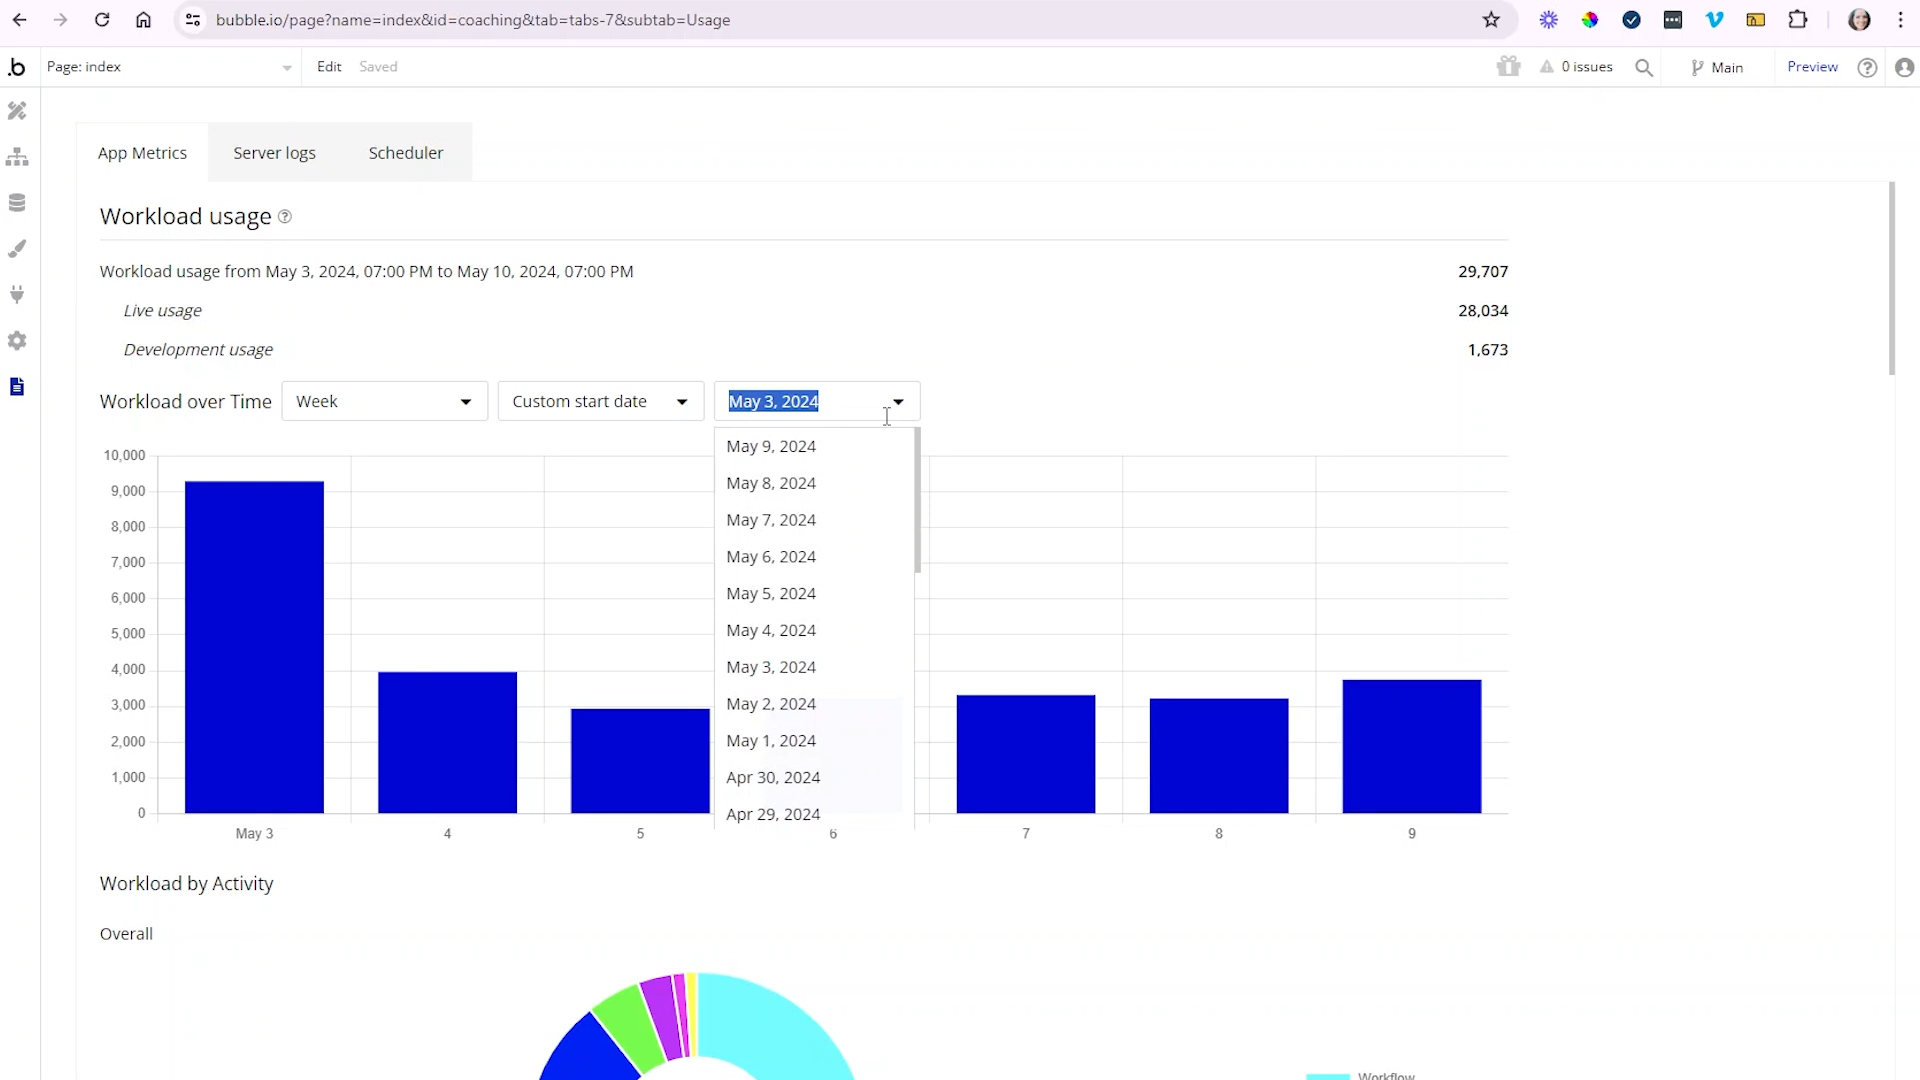 bubble.io/page?name=index&id=coaching&tab=tabs-7&subtab=Usage
.b Page: index Edit Saved 0 issues Main Preview
App Metrics Server logs Scheduler
Workload usage
Workload usage from May 3, 2024, 07:00 PM to May 10, 2024, 07:00 PM 29,707
Live usage 28,034
Development usage 1,673
Workload over Time Week Custom start date May 3, 2024
May 9, 2024
May 8, 2024
May 7, 2024
May 6, 2024
May 5, 2024
May 4, 2024
May 3, 2024
May 2, 2024
May 1, 2024
Apr 30, 2024
Apr 29, 2024
10,000
9,000
8,000
7,000
6,000
5,000
4,000
3,000
2,000
1,000
0
May 3 4 5 6 7 8 9
Workload by Activity
Overall
Workflow